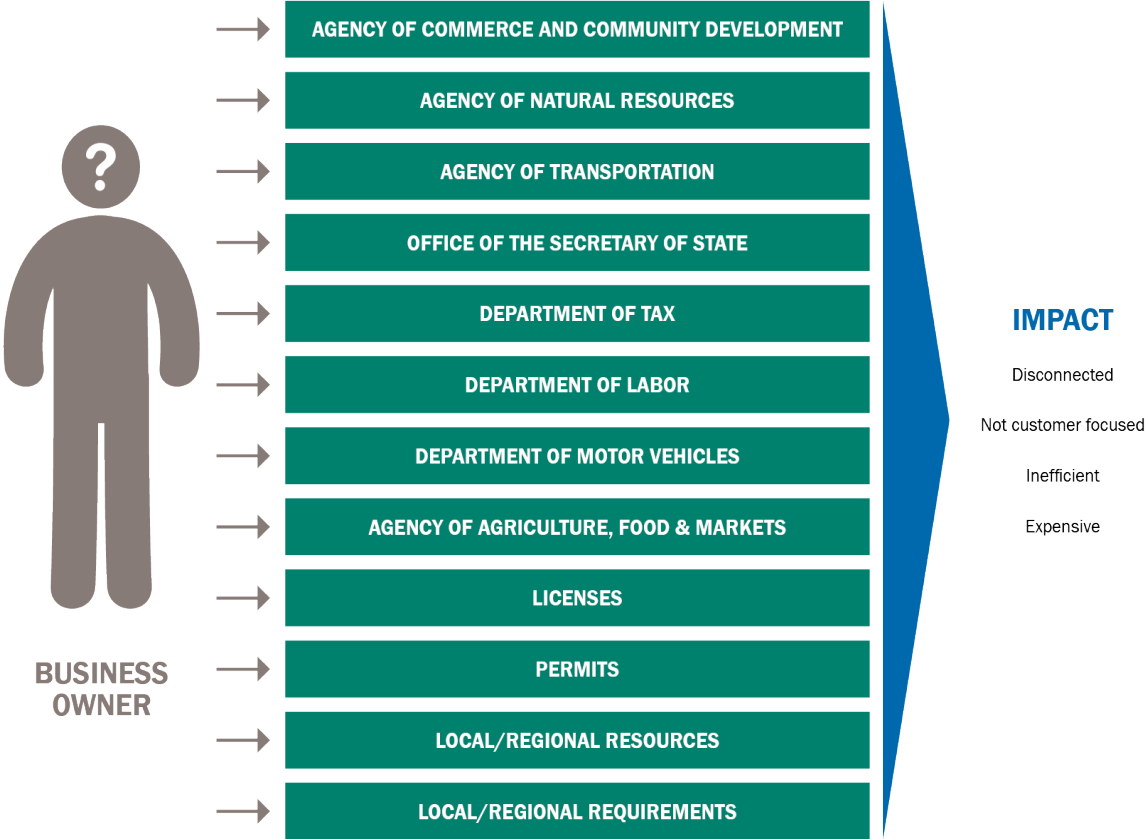 AGENCY OF COMMERCE AND COMMUNITY DEVELOPMENT
AGENCY OF NATURAL RESOURCES
?
AGENCY OF TRANSPORTATION
OFFICE OF THE SECRETARY OF STATE
DEPARTMENT OF TAX
DEPARTMENT OF LABOR
DEPARTMENT OF MOTOR VEHICLES
AGENCY OF AGRICULTURE, FOOD & MARKETS
LICENSES
PERMITS
LOCAL/REGIONAL RESOURCES
LOCAL/REGIONAL REQUIREMENTS
BUSINESS
OWNER
IMPACT
Disconnected
Not customer focused
Inefficient
Expensive